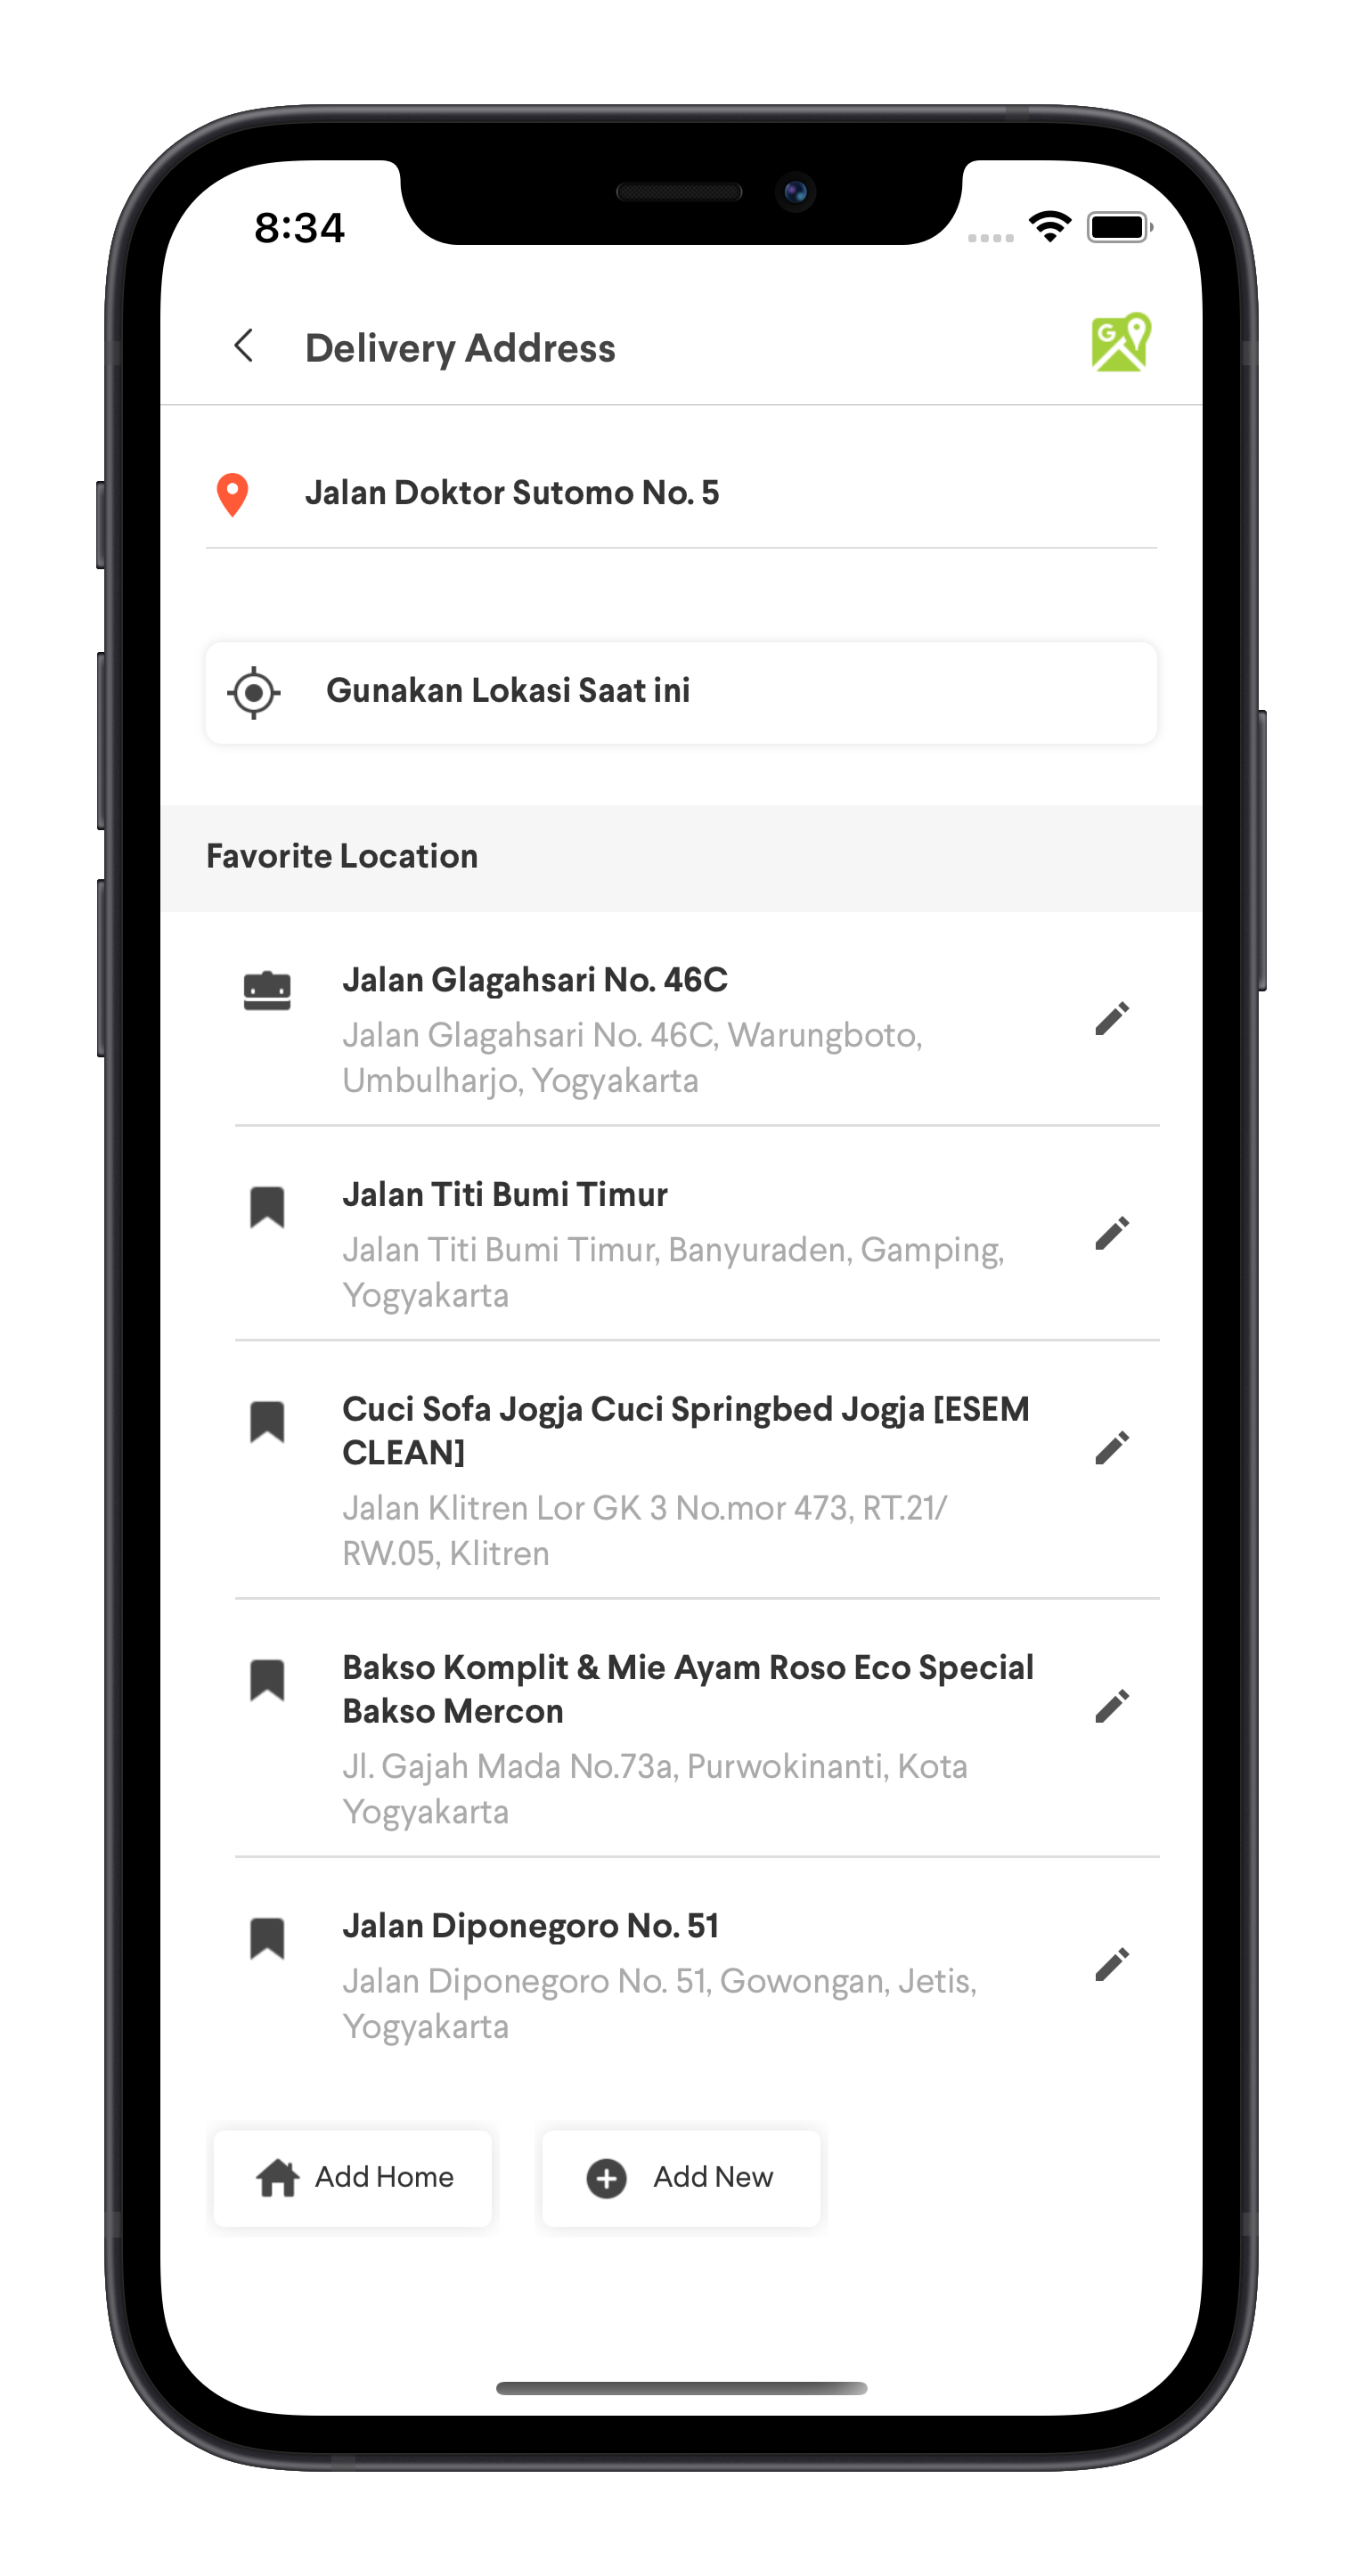 8:34
Delivery Address
G
Jalan Doktor Sutomo No. 5
Gunakan Lokasi Saat ini
Favorite Location
Jalan Glagahsari No. 46C
Jalan Glagahsari No. 46C, Warungboto,
Umbulharjo, Yogyakarta
Jalan Titi Bumi Timur
Jalan Titi Bumi Timur, Banyuraden, Gamping,
Yogyakarta
Cuci Sofa Jogja Cuci Springbed Jogja [ESEM
CLEAN]
Jalan Klitren Lor GK 3 No.mor 473, RT.21/
RW.05, Klitren
Bakso Komplit & Mie Ayam Roso Eco Special
Bakso Mercon
Jl. Gajah Mada No.73a, Purwokinanti, Kota
Yogyakarta
Jalan Diponegoro No. 51
Jalan Diponegoro No. 51, Gowongan, Jetis,
Yogyakarta
Add Home
Add New